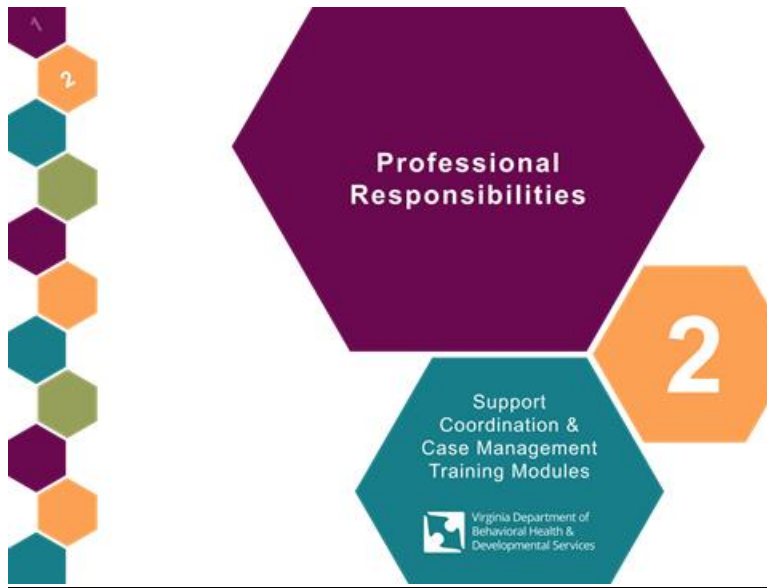 1
2
Professional
Responsibilities
2
Support
Coordination &
Case Management
Training Modules
Virginia Department of
Behavioral Health &
Developmental Services